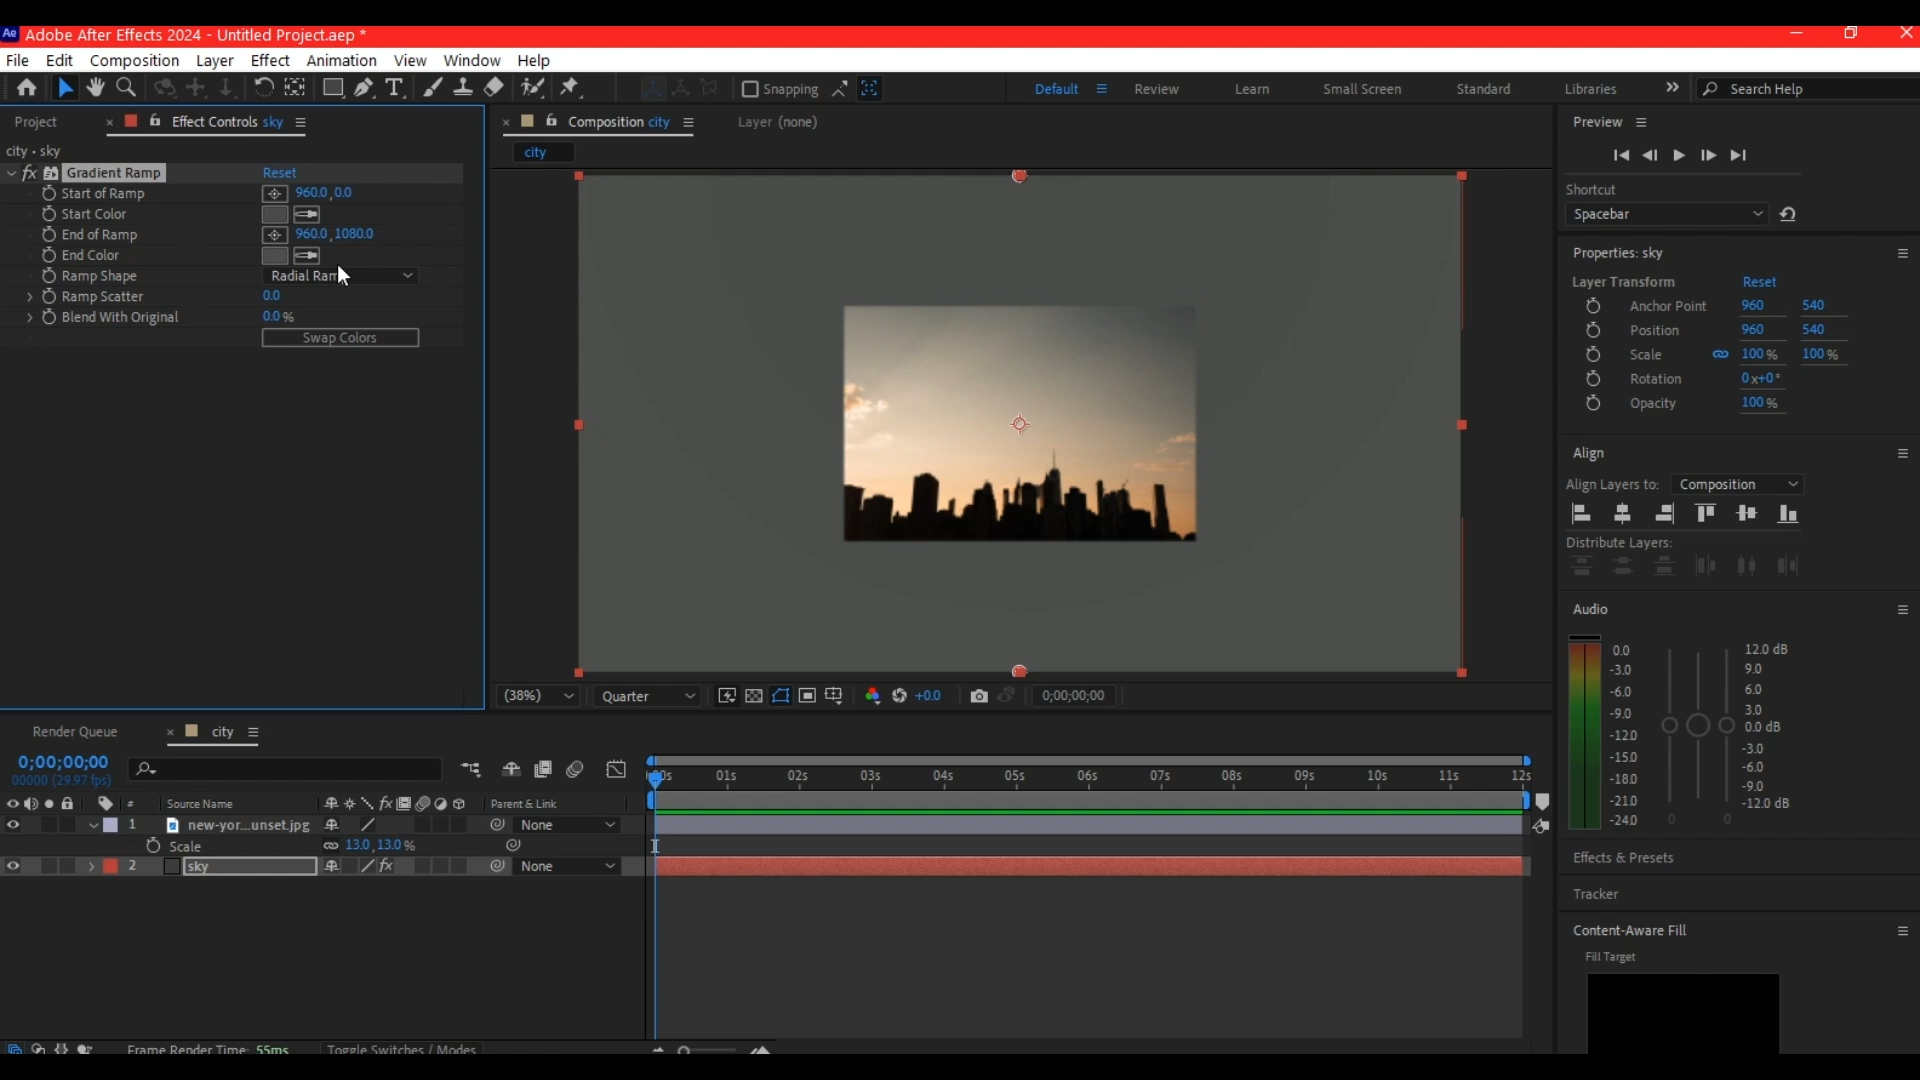 Ae Adobe After Effects 2024 - Untitled Project.aep *
File Edit Composition Layer Effect Animation View Window Help
Snapping Default Review Learn Small Screen Standard Libraries Search Help
Project Effect Controls sky
city • sky
fx Gradient Ramp Reset
Start of Ramp 960.0, 0.0
Start Color
End of Ramp 960.0, 1080.0
End Color
Ramp Shape Radial Ram
Ramp Scatter 0.0
Blend With Original 0.0 %
Swap Colors
Composition city Layer (none)
city
(38%) Quarter +0.0 0;00;00;00
Preview
Shortcut
Spacebar
Properties: sky
Layer Transform Reset
Anchor Point 960 540
Position 960 540
Scale 100 % 100 %
Rotation 0x+0°
Opacity 100 %
Align
Align Layers to: Composition
Distribute Layers:
Audio
0.0 12.0 dB
-3.0 9.0
-6.0 6.0
-9.0 3.0
-12.0 0.0 dB
-15.0 -3.0
-18.0 -6.0
-21.0 -9.0
-24.0 0 0 -12.0 dB
Effects & Presets
Tracker
Content-Aware Fill
Fill Target
Render Queue city
0;00;00;00
00000 (29.97 fps)
01s 02s 03s 04s 05s 06s 07s 08s 09s 10s 11s 12s
# Source Name fx Parent & Link
1 new-yor...unset.jpg None
Scale 13.0, 13.0 %
2 sky fx None
Frame Render Time: 55ms Toggle Switches / Modes